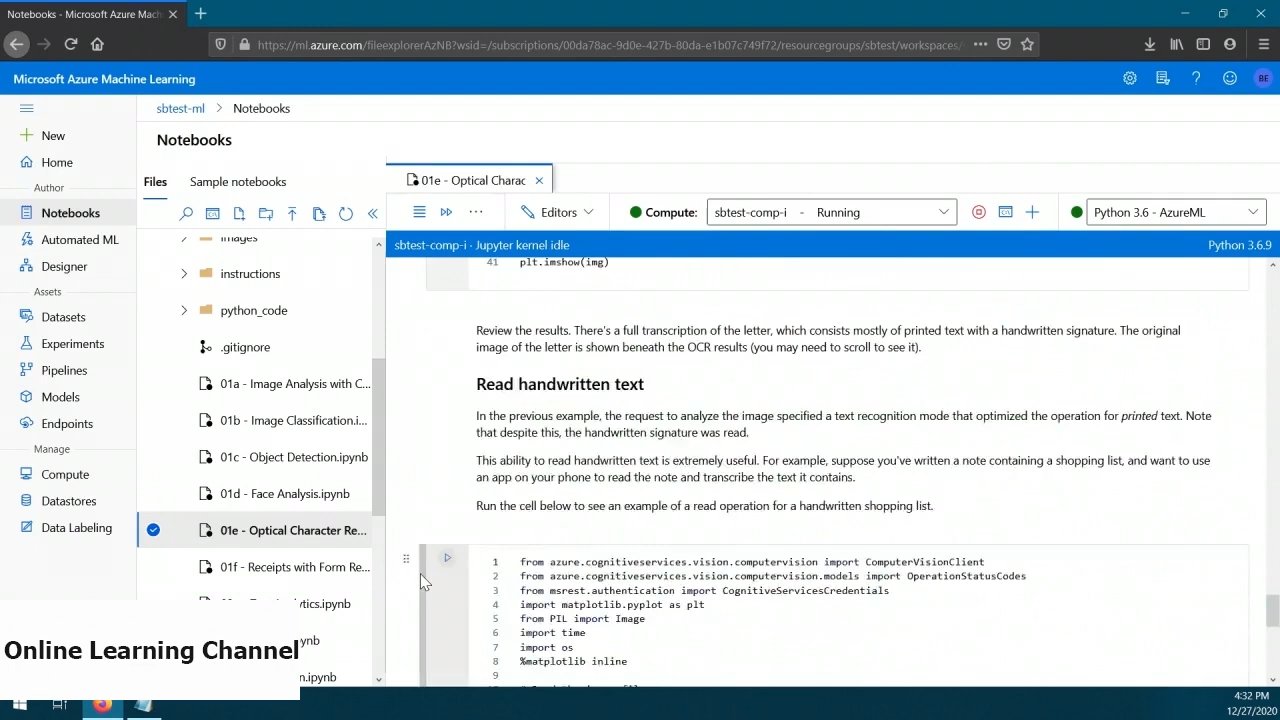 Notebooks - Microsoft Azure Mach
https://ml.azure.com/fileexplorerAzNB?wsid=/subscriptions/00da78ac-9d0e-427b-80da-e1b07c749f72/resourcegroups/sbtest/workspaces/
Microsoft Azure Machine Learning
BE
sbtest-ml > Notebooks
New
Home
Author
Notebooks
Automated ML
Designer
Assets
Datasets
Experiments
Pipelines
Models
Endpoints
Manage
Compute
Datastores
Data Labeling
Notebooks
Files Sample notebooks
images
instructions
python_code
.gitignore
01a - Image Analysis with C...
01b - Image Classification.i...
01c - Object Detection.ipynb
01d - Face Analysis.ipynb
01e - Optical Character Re...
01f - Receipts with Form Re...
ytics.ipynb
ynb
n.ipynb
01e - Optical Charac
Editors
Compute: sbtest-comp-i - Running
Python 3.6 - AzureML
sbtest-comp-i · Jupyter kernel idle Python 3.6.9
41 plt.imshow(img)
Review the results. There's a full transcription of the letter, which consists mostly of printed text with a handwritten signature. The original
image of the letter is shown beneath the OCR results (you may need to scroll to see it).
Read handwritten text
In the previous example, the request to analyze the image specified a text recognition mode that optimized the operation for printed text. Note
that despite this, the handwritten signature was read.
This ability to read handwritten text is extremely useful. For example, suppose you've written a note containing a shopping list, and want to use
an app on your phone to read the note and transcribe the text it contains.
Run the cell below to see an example of a read operation for a handwritten shopping list.
1 from azure.cognitiveservices.vision.computervision import ComputerVisionClient
2 from azure.cognitiveservices.vision.computervision.models import OperationStatusCodes
3 from msrest.authentication import CognitiveServicesCredentials
4 import matplotlib.pyplot as plt
5 from PIL import Image
6 import time
7 import os
8 %matplotlib inline
9
Online Learning Channel
4:32 PM
12/27/2020